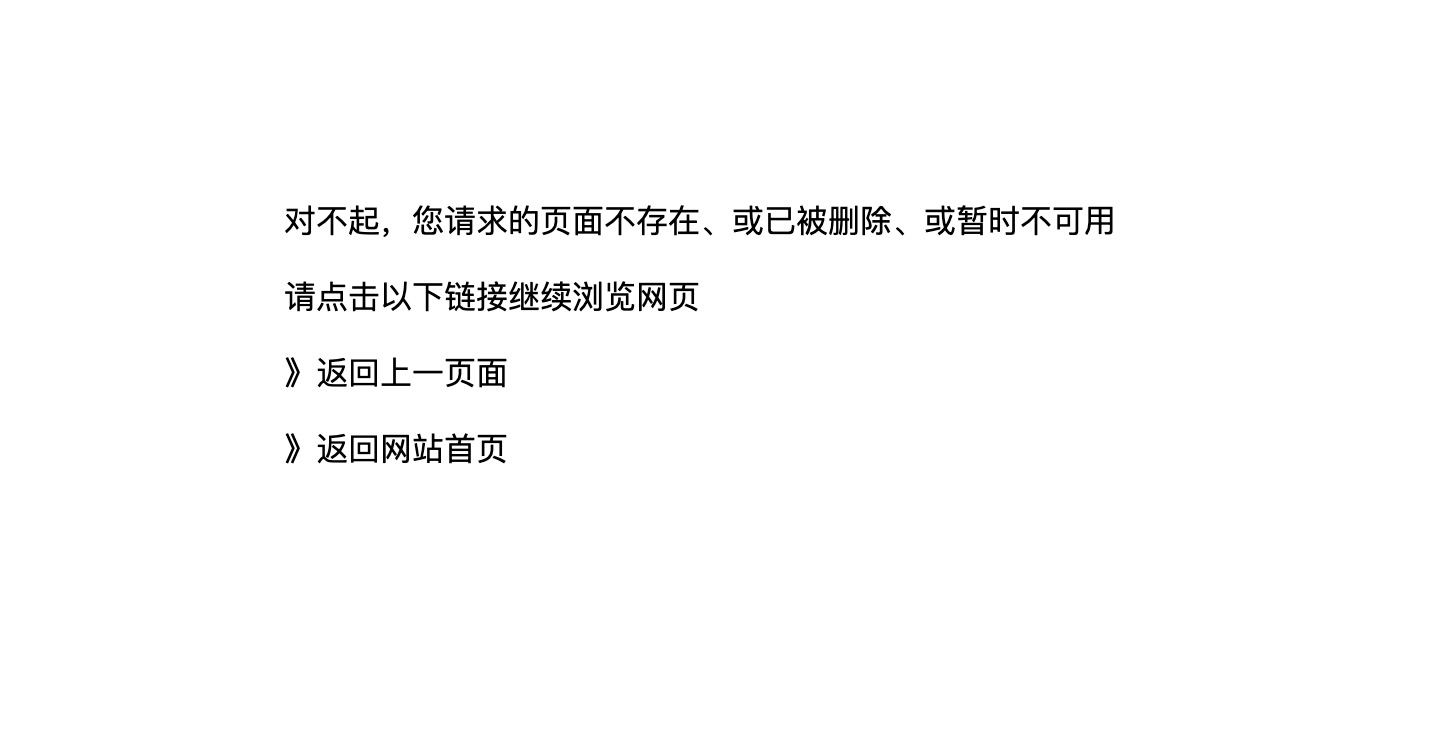 对不起，您请求的页面不存在、或已被删除、或暂时不可用
请点击以下链接继续浏览网页
》返回上一页面
》返回网站首页